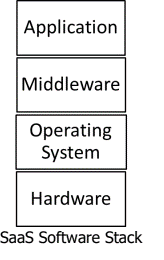 Application
Middleware
Operating
System
Hardware
SaaS Software Stack